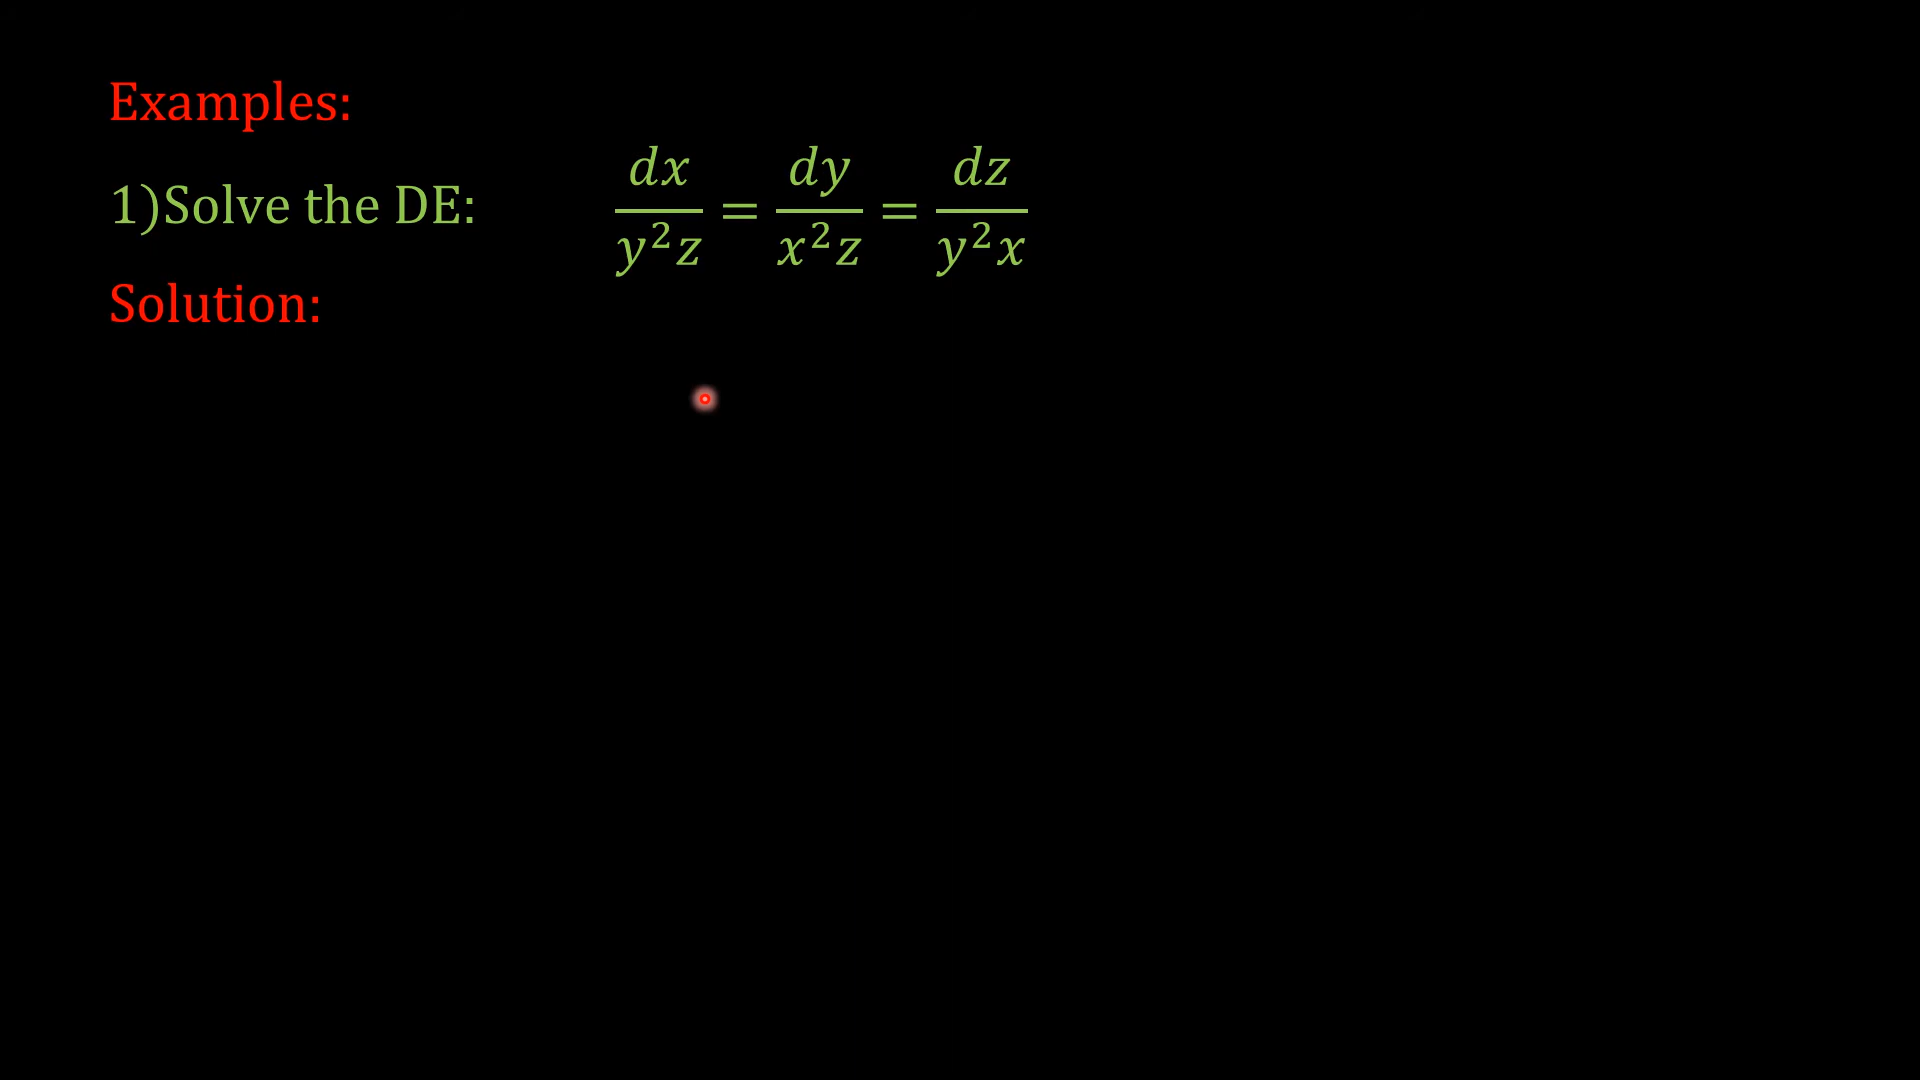 Examples:
1)Solve the DE: dx/y²z = dy/x²z = dz/y²x
Solution: